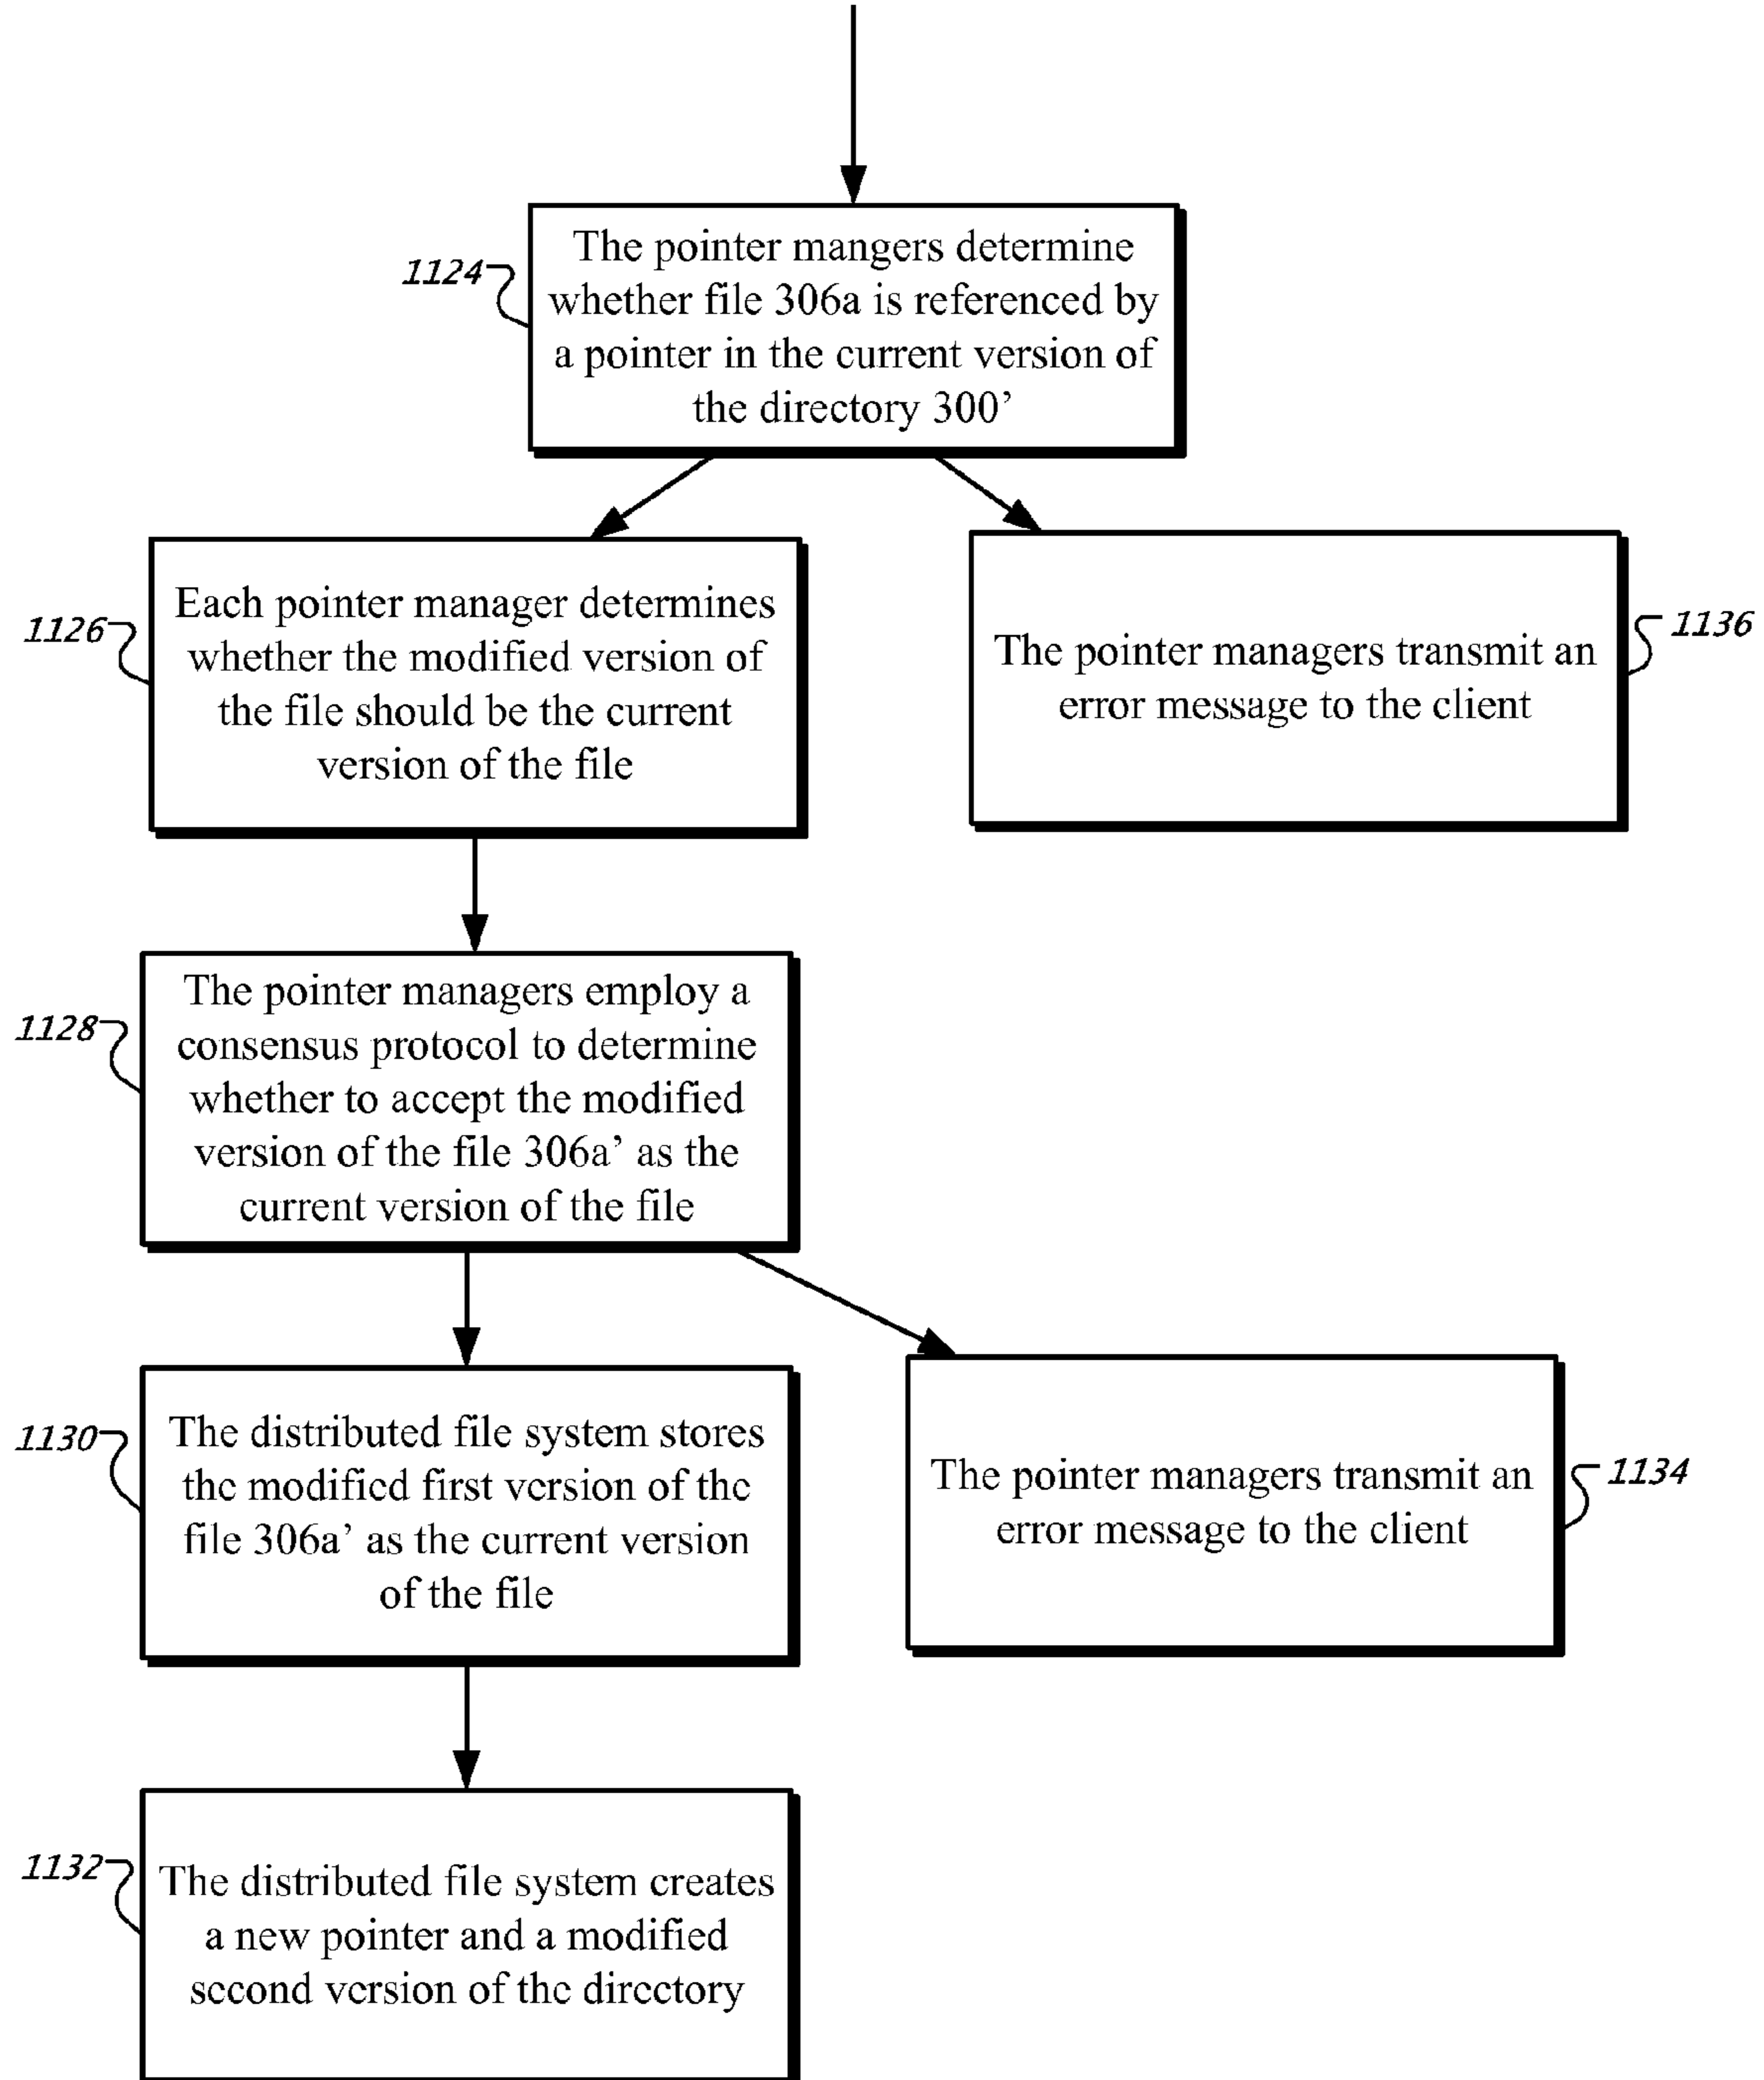 1124
The pointer mangers determine
whether file 306a is referenced by
a pointer in the current version of
the directory 300’
1126
Each pointer manager determines
whether the modified version of
the file should be the current
version of the file
1136
The pointer managers transmit an
error message to the client
1128
The pointer managers employ a
consensus protocol to determine
whether to accept the modified
version of the file 306a’ as the
current version of the file
1130
The distributed file system stores
the modified first version of the
file 306a’ as the current version
of the file
1134
The pointer managers transmit an
error message to the client
1132
The distributed file system creates
a new pointer and a modified
second version of the directory